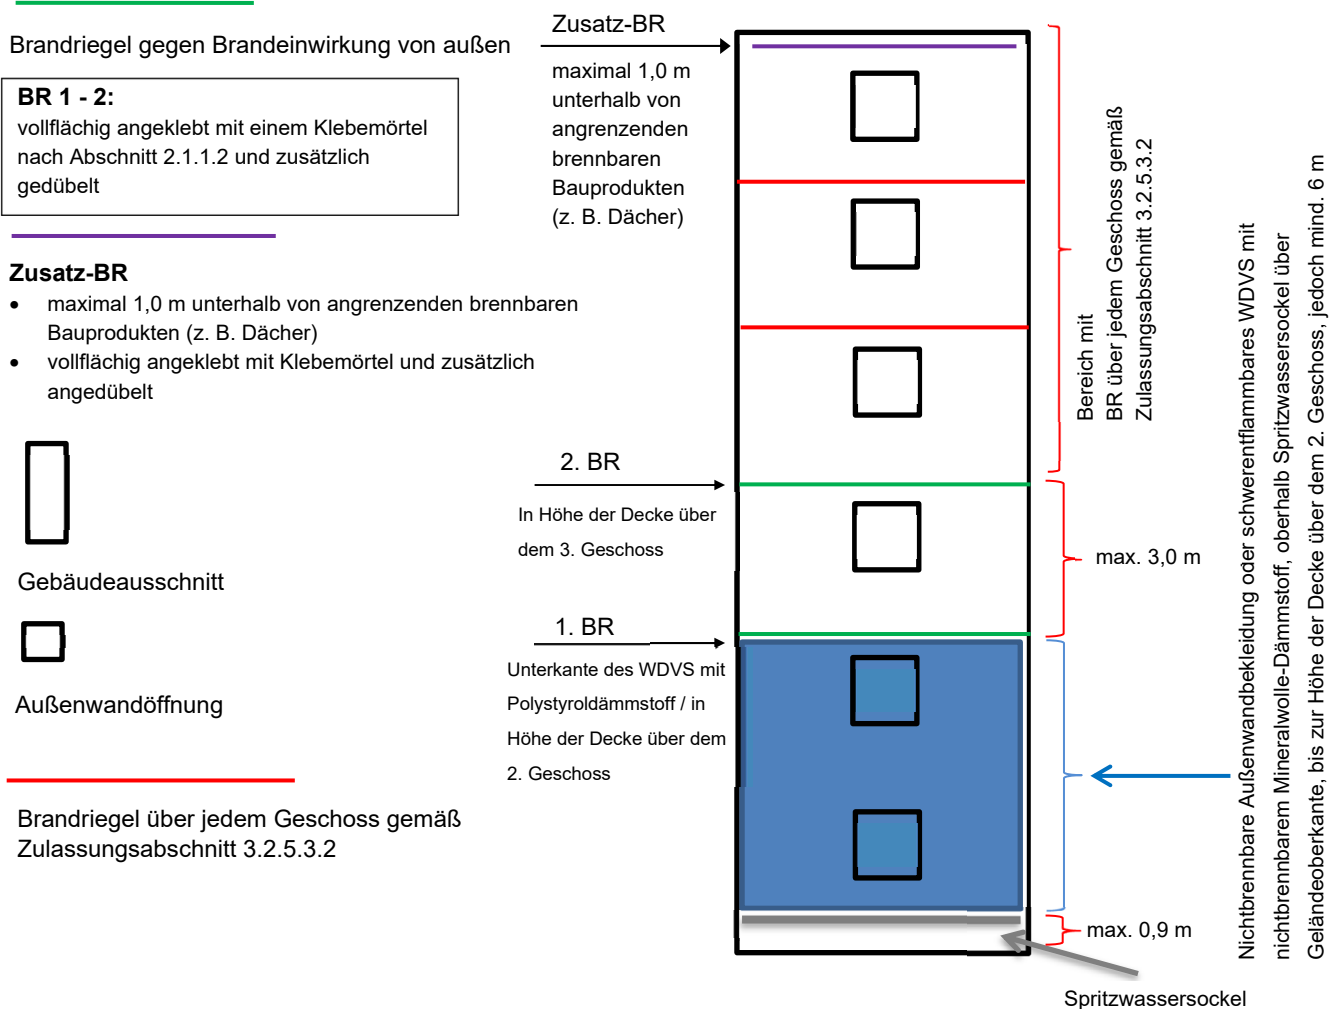 Brandriegel gegen Brandeinwirkung von außen
BR 1 - 2:
vollflächig angeklebt mit einem Klebemörtel
nach Abschnitt 2.1.1.2 und zusätzlich
gedübelt
Zusatz-BR
• maximal 1,0 m unterhalb von angrenzenden brennbaren
Bauprodukten (z. B. Dächer)
• vollflächig angeklebt mit Klebemörtel und zusätzlich
angedübelt
Gebäudeausschnitt
Außenwandöffnung
Brandriegel über jedem Geschoss gemäß
Zulassungsabschnitt 3.2.5.3.2
Zusatz-BR
maximal 1,0 m
unterhalb von
angrenzenden
brennbaren
Bauprodukten
(z. B. Dächer)
2. BR
In Höhe der Decke über
dem 3. Geschoss
1. BR
Unterkante des WDVS mit
Polystyroldämmstoff / in
Höhe der Decke über dem
2. Geschoss
Bereich mit
BR über jedem Geschoss gemäß
Zulassungsabschnitt 3.2.5.3.2
max. 3,0 m
max. 0,9 m
Spritzwassersockel
Nichtbrennbare Außenwandbekleidung oder schwerentflammbares WDVS mit
nichtbrennbarem Mineralwolle-Dämmstoff, oberhalb Spritzwassersockel über
Geländeoberkante, bis zur Höhe der Decke über dem 2. Geschoss, jedoch mind. 6 m